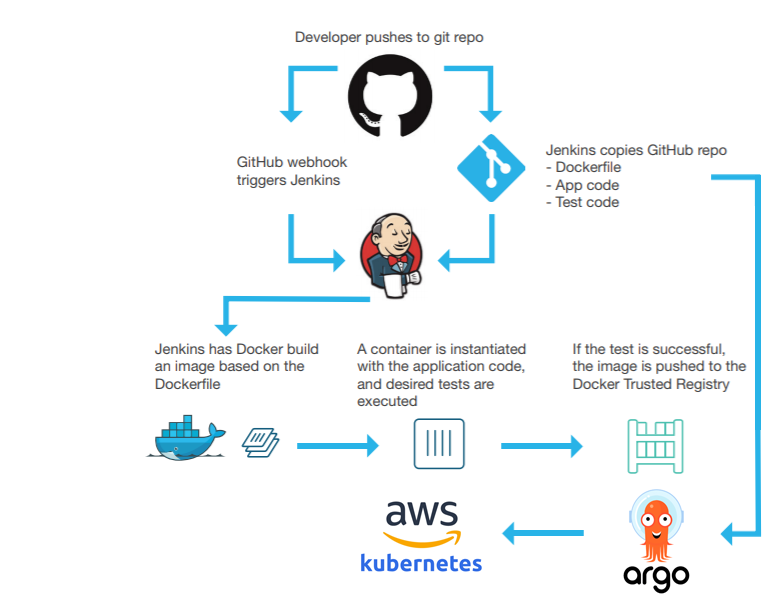 Developer pushes to git repo
GitHub webhook
triggers Jenkins
Jenkins copies GitHub repo
- Dockerfile
- App code
- Test code
Jenkins has Docker build
an image based on the
Dockerfile
A container is instantiated
with the application code,
and desired tests are
executed
If the test is successful,
the image is pushed to the
Docker Trusted Registry
aws
kubernetes
argo